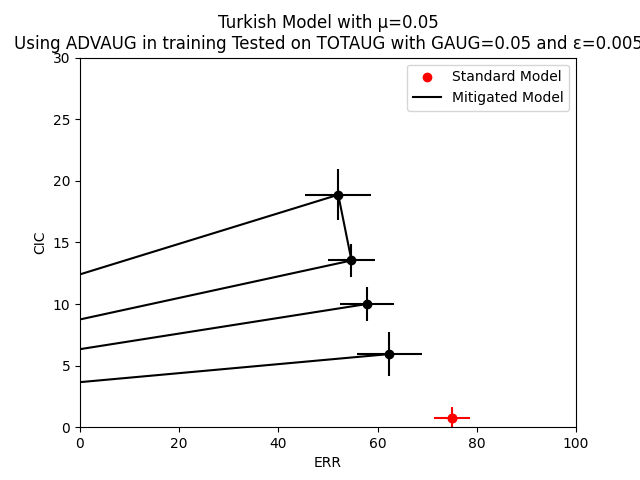 Turkish Model with μ=0.05
Using ADVAUG in training Tested on TOTAUG with GAUG=0.05 and ε=0.005
Standard Model
Mitigated Model
30
25
20
15
10
5
0
CIC
0 20 40 60 80 100
ERR